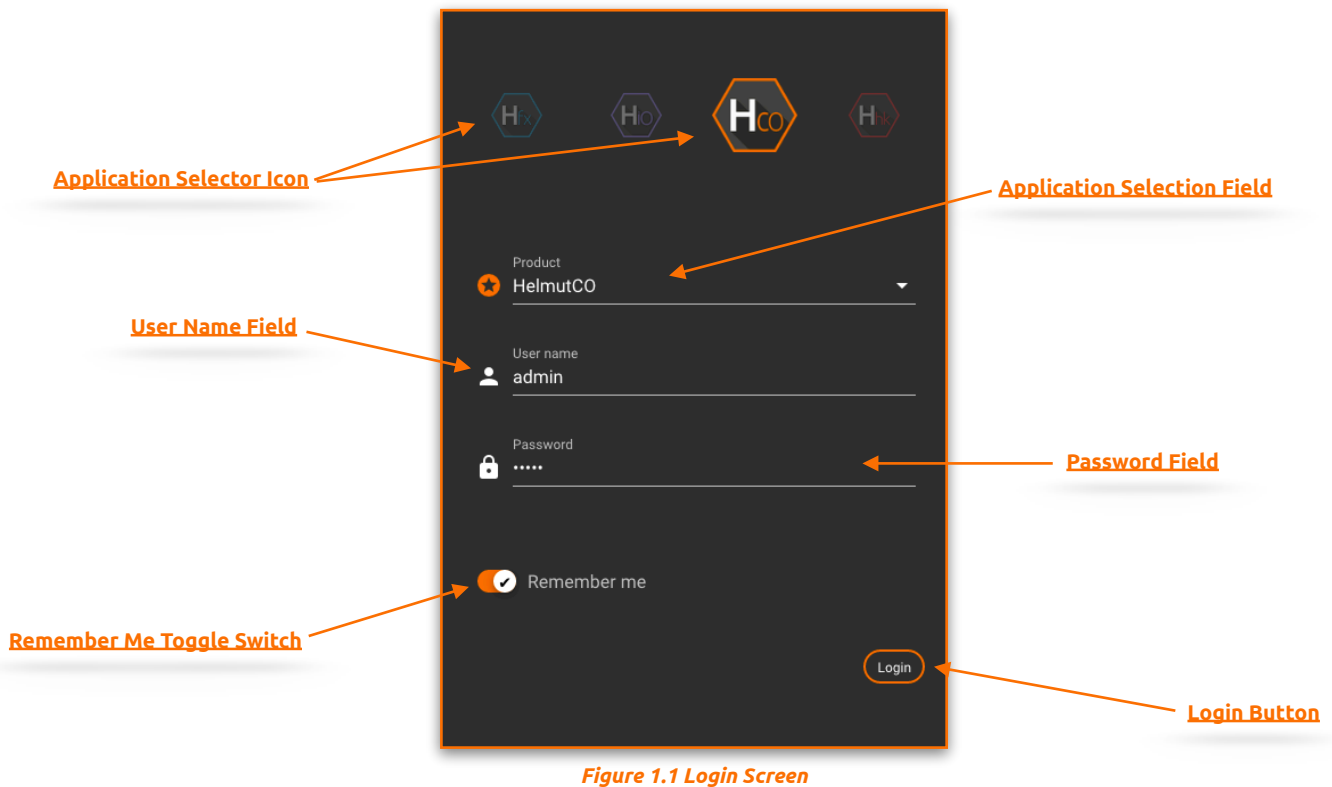 Hfx
HIO
HCO
Hhk
Application Selector Icon
Application Selection Field
Product
HelmutCO
User Name Field
User name
admin
Password
•••••
Password Field
Remember me
Remember Me Toggle Switch
Login
Login Button
Figure 1.1 Login Screen